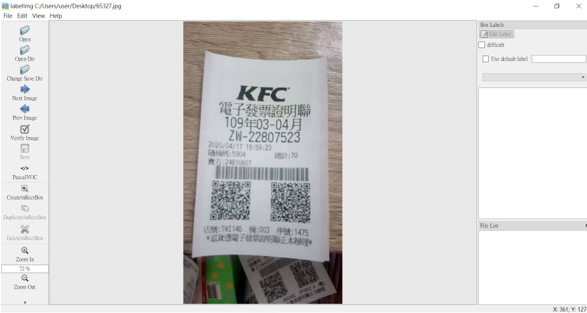 labelImg C:/Users/user/Desktop/65327.jpg
File Edit View Help
Open
Open Dir
Change Save Dir
Next Image
Prev Image
Verify Image
Save
</>
PascalVOC
Create\nRectBox
Duplicate\nRectBox
Delete\nRectBox
Zoom In
72 %
Zoom Out
KFC
電子發票證明聯
109年03-04月
ZW-22807523
2020/04/17 16:59:23
隨機碼:5904 總計:70
賣方:24810607
店號:TWI146 機:003 序號:1475
*退貨憑電子發票證明聯正本辦理*
Box Labels
Edit Label
difficult
Use default label
File List
X: 361; Y: 127